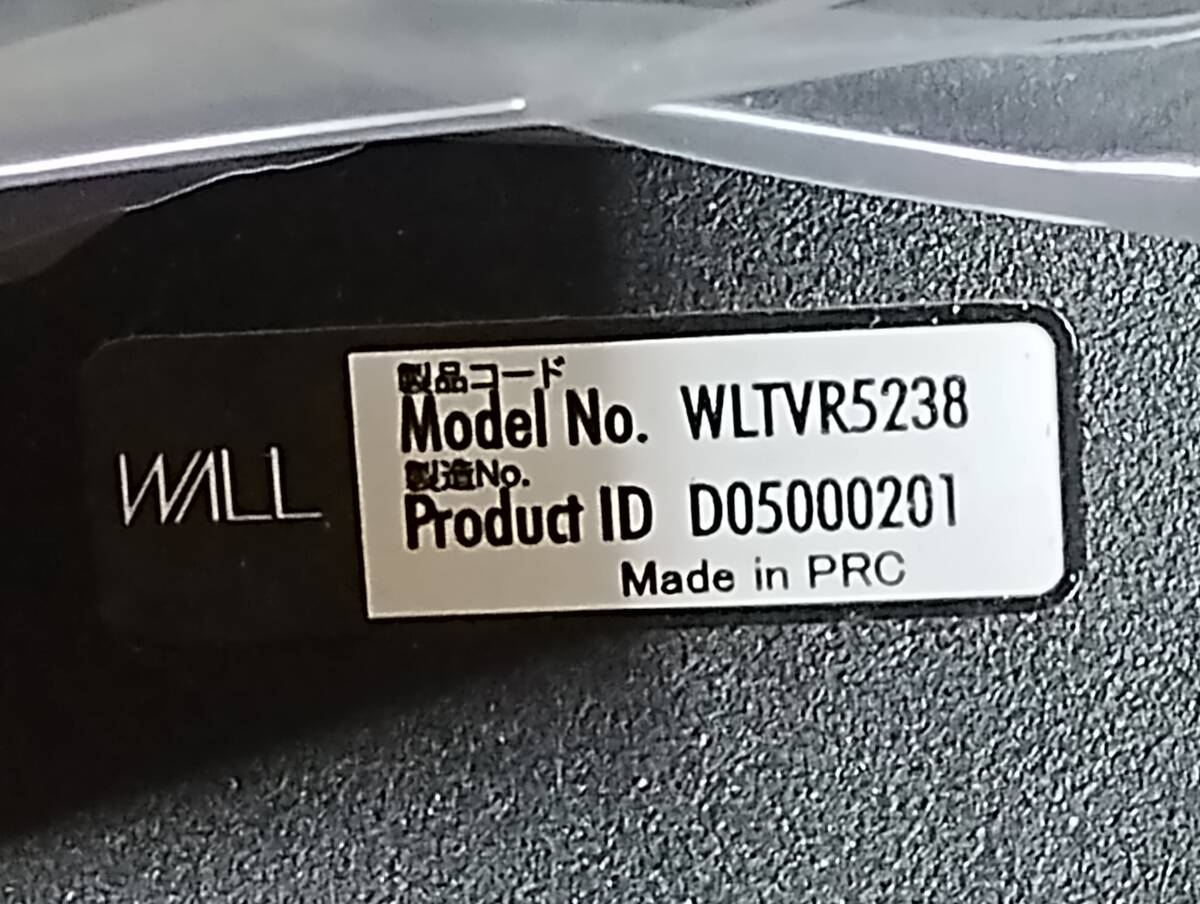 WALL
製品コード
Model No. WLTVR5238
製造No.
Product ID D05000201
Made in PRC